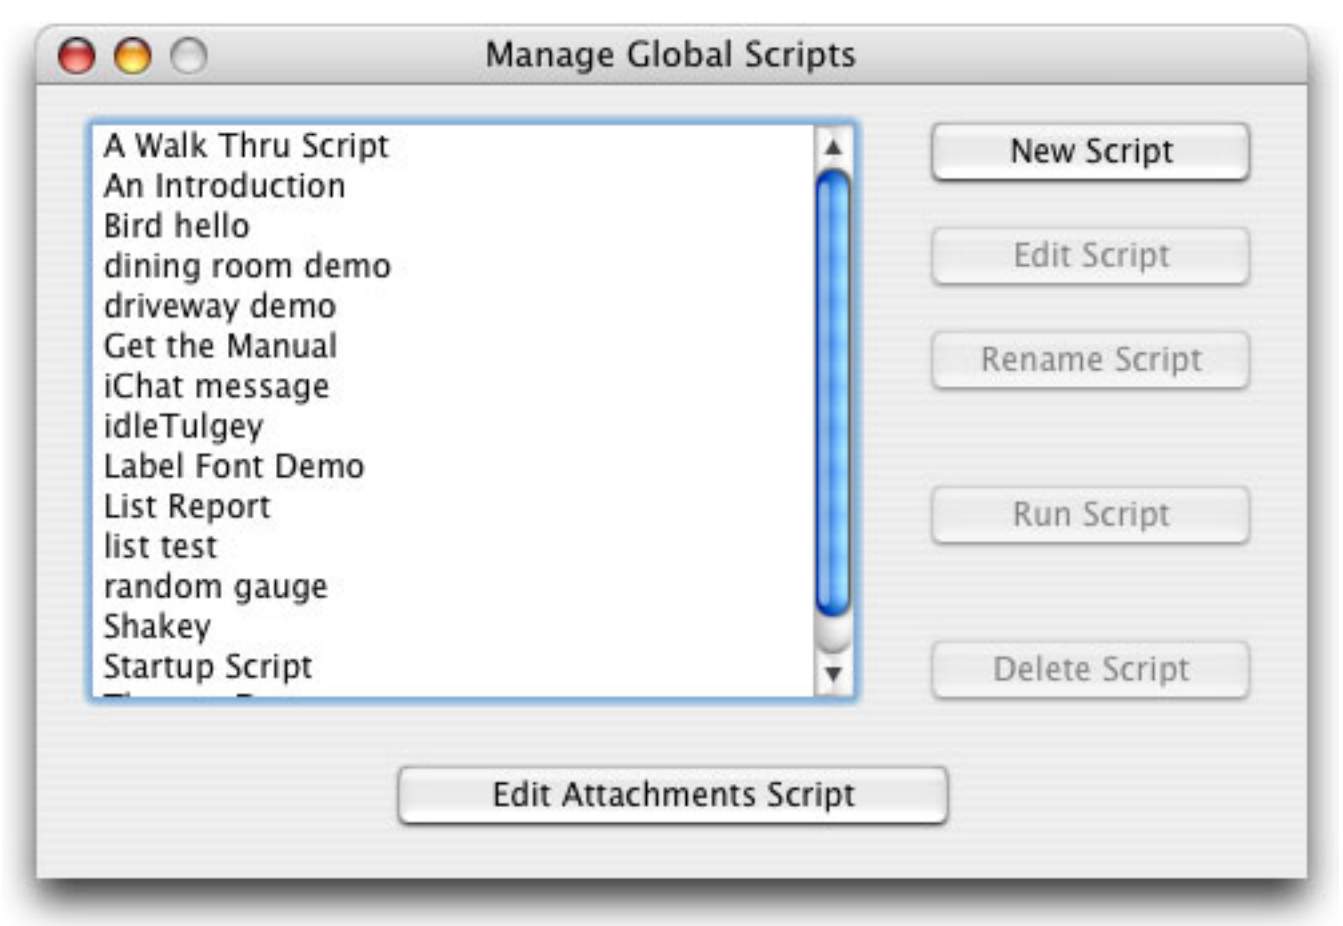 Manage Global Scripts
A Walk Thru Script
An Introduction
Bird hello
dining room demo
driveway demo
Get the Manual
iChat message
idleTulgey
Label Font Demo
List Report
list test
random gauge
Shakey
Startup Script
New Script
Edit Script
Rename Script
Run Script
Delete Script
Edit Attachments Script